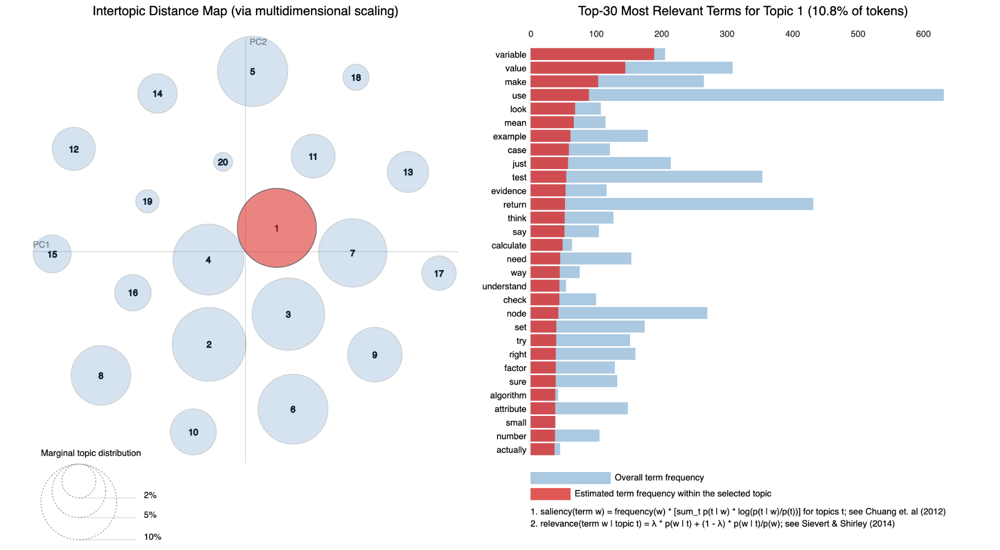 Intertopic Distance Map (via multidimensional scaling)
PC2
5
18
14
12
11
20
13
19
1
PC1
15
4
7
17
16
3
2
9
8
6
10
Marginal topic distribution
2%
5%
10%
Top-30 Most Relevant Terms for Topic 1 (10.8% of tokens)
0 100 200 300 400 500 600
variable
value
make
use
look
mean
example
case
just
test
evidence
return
think
say
calculate
need
way
understand
check
node
set
try
right
factor
sure
algorithm
attribute
small
number
actually
Overall term frequency
Estimated term frequency within the selected topic
1. saliency(term w) = frequency(w) * [sum_t p(t | w) * log(p(t | w)/p(t))] for topics t; see Chuang et. al (2012)
2. relevance(term w | topic t) = λ * p(w | t) + (1 - λ) * p(w | t)/p(w); see Sievert & Shirley (2014)